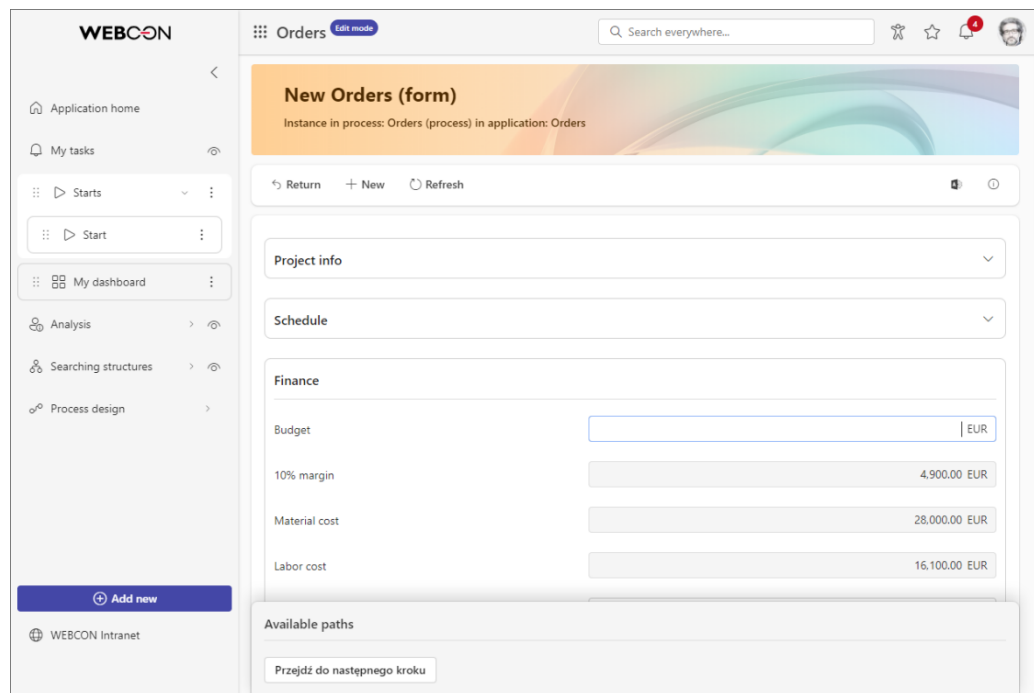 WEBCON
Orders Edit mode
Search everywhere...
4
Application home
My tasks
Starts
Start
My dashboard
Analysis
Searching structures
Process design
Add new
WEBCON Intranet
New Orders (form)
Instance in process: Orders (process) in application: Orders
Return New Refresh
Project info
Schedule
Finance
Budget EUR
10% margin 4,900.00 EUR
Material cost 28,000.00 EUR
Labor cost 16,100.00 EUR
Available paths
Przejdź do następnego kroku